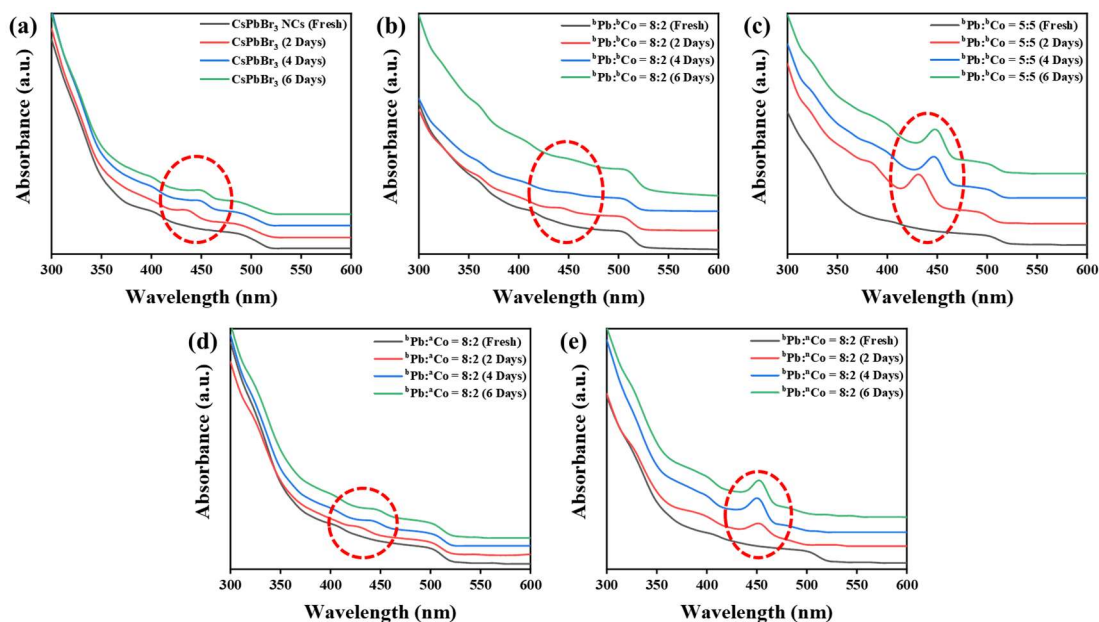 (a)
CsPbBr₃ NCs (Fresh)
CsPbBr₃ (2 Days)
CsPbBr₃ (4 Days)
CsPbBr₃ (6 Days)
Absorbance (a.u.)
300 350 400 450 500 550 600
Wavelength (nm)
(b)
ᵇPb:ᵇCo = 8:2 (Fresh)
ᵇPb:ᵇCo = 8:2 (2 Days)
ᵇPb:ᵇCo = 8:2 (4 Days)
ᵇPb:ᵇCo = 8:2 (6 Days)
Absorbance (a.u.)
300 350 400 450 500 550 600
Wavelength (nm)
(c)
ᵇPb:ᵇCo = 5:5 (Fresh)
ᵇPb:ᵇCo = 5:5 (2 Days)
ᵇPb:ᵇCo = 5:5 (4 Days)
ᵇPb:ᵇCo = 5:5 (6 Days)
Absorbance (a.u.)
300 350 400 450 500 550 600
Wavelength (nm)
(d)
ᵇPb:ᵃCo = 8:2 (Fresh)
ᵇPb:ᵃCo = 8:2 (2 Days)
ᵇPb:ᵃCo = 8:2 (4 Days)
ᵇPb:ᵃCo = 8:2 (6 Days)
Absorbance (a.u.)
300 350 400 450 500 550 600
Wavelength (nm)
(e)
ᵇPb:ⁿCo = 8:2 (Fresh)
ᵇPb:ⁿCo = 8:2 (2 Days)
ᵇPb:ⁿCo = 8:2 (4 Days)
ᵇPb:ⁿCo = 8:2 (6 Days)
Absorbance (a.u.)
300 350 400 450 500 550 600
Wavelength (nm)